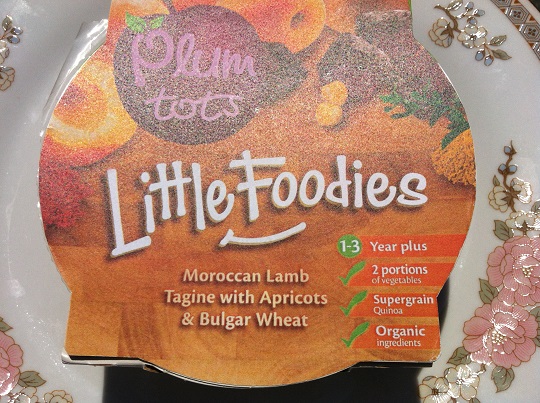 Plum
tots
Little Foodies
1-3 Year plus
2 portions
of vegetables
Supergrain
Quinoa
Organic
ingredients
Moroccan Lamb
Tagine with Apricots
& Bulgar Wheat